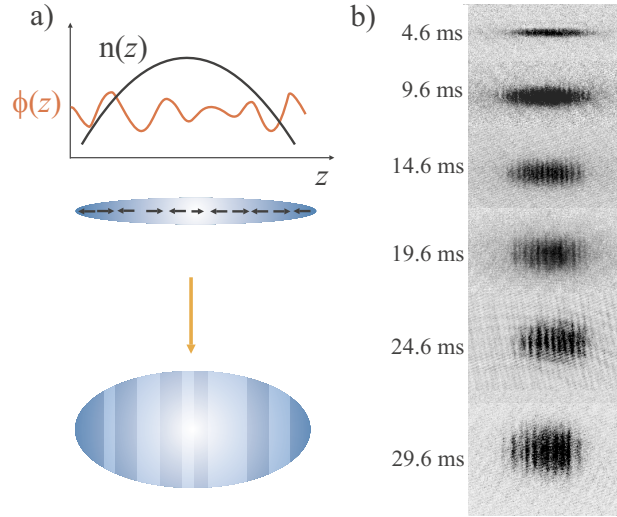 a)
n(z)
ϕ(z)
z
b)
4.6 ms
9.6 ms
14.6 ms
19.6 ms
24.6 ms
29.6 ms